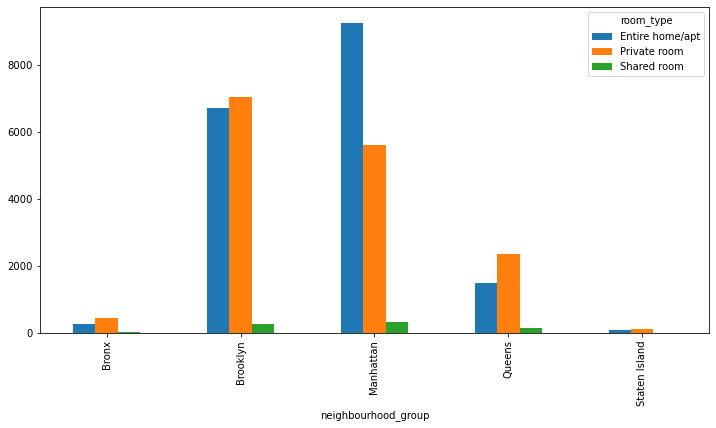 room_type
Entire home/apt
Private room
Shared room
8000
6000
4000
2000
0
Bronx
Brooklyn
Manhattan
Queens
Staten Island
neighbourhood_group